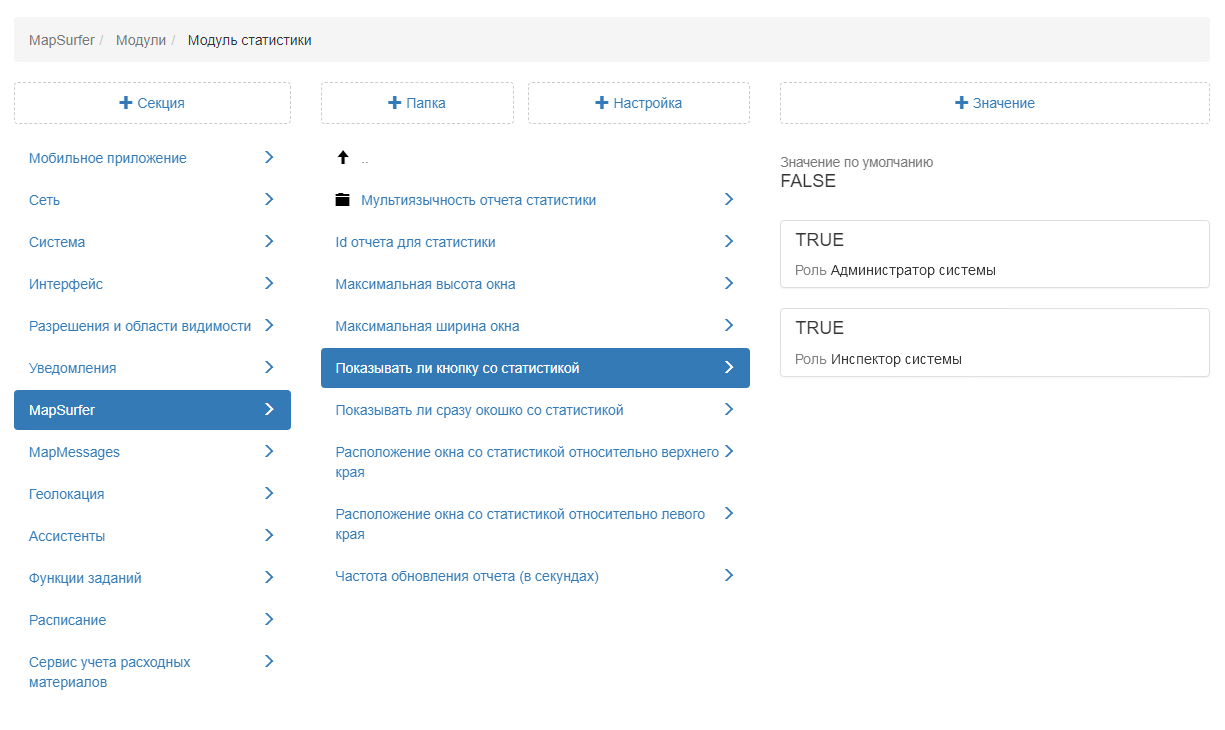 MapSurfer / Модули / Модуль статистики
Секция
Папка
Настройка
Значение
Мобильное приложение
Сеть
Система
Интерфейс
Разрешения и области видимости
Уведомления
MapSurfer
MapMessages
Геолокация
Ассистенты
Функции заданий
Расписание
Сервис учета расходных
материалов
..
Мультиязычность отчета статистики
Id отчета для статистики
Максимальная высота окна
Максимальная ширина окна
Показывать ли кнопку со статистикой
Показывать ли сразу окошко со статистикой
Расположение окна со статистикой относительно верхнего
края
Расположение окна со статистикой относительно левого
края
Частота обновления отчета (в секундах)
Значение по умолчанию
FALSE
TRUE
Роль Администратор системы
TRUE
Роль Инспектор системы